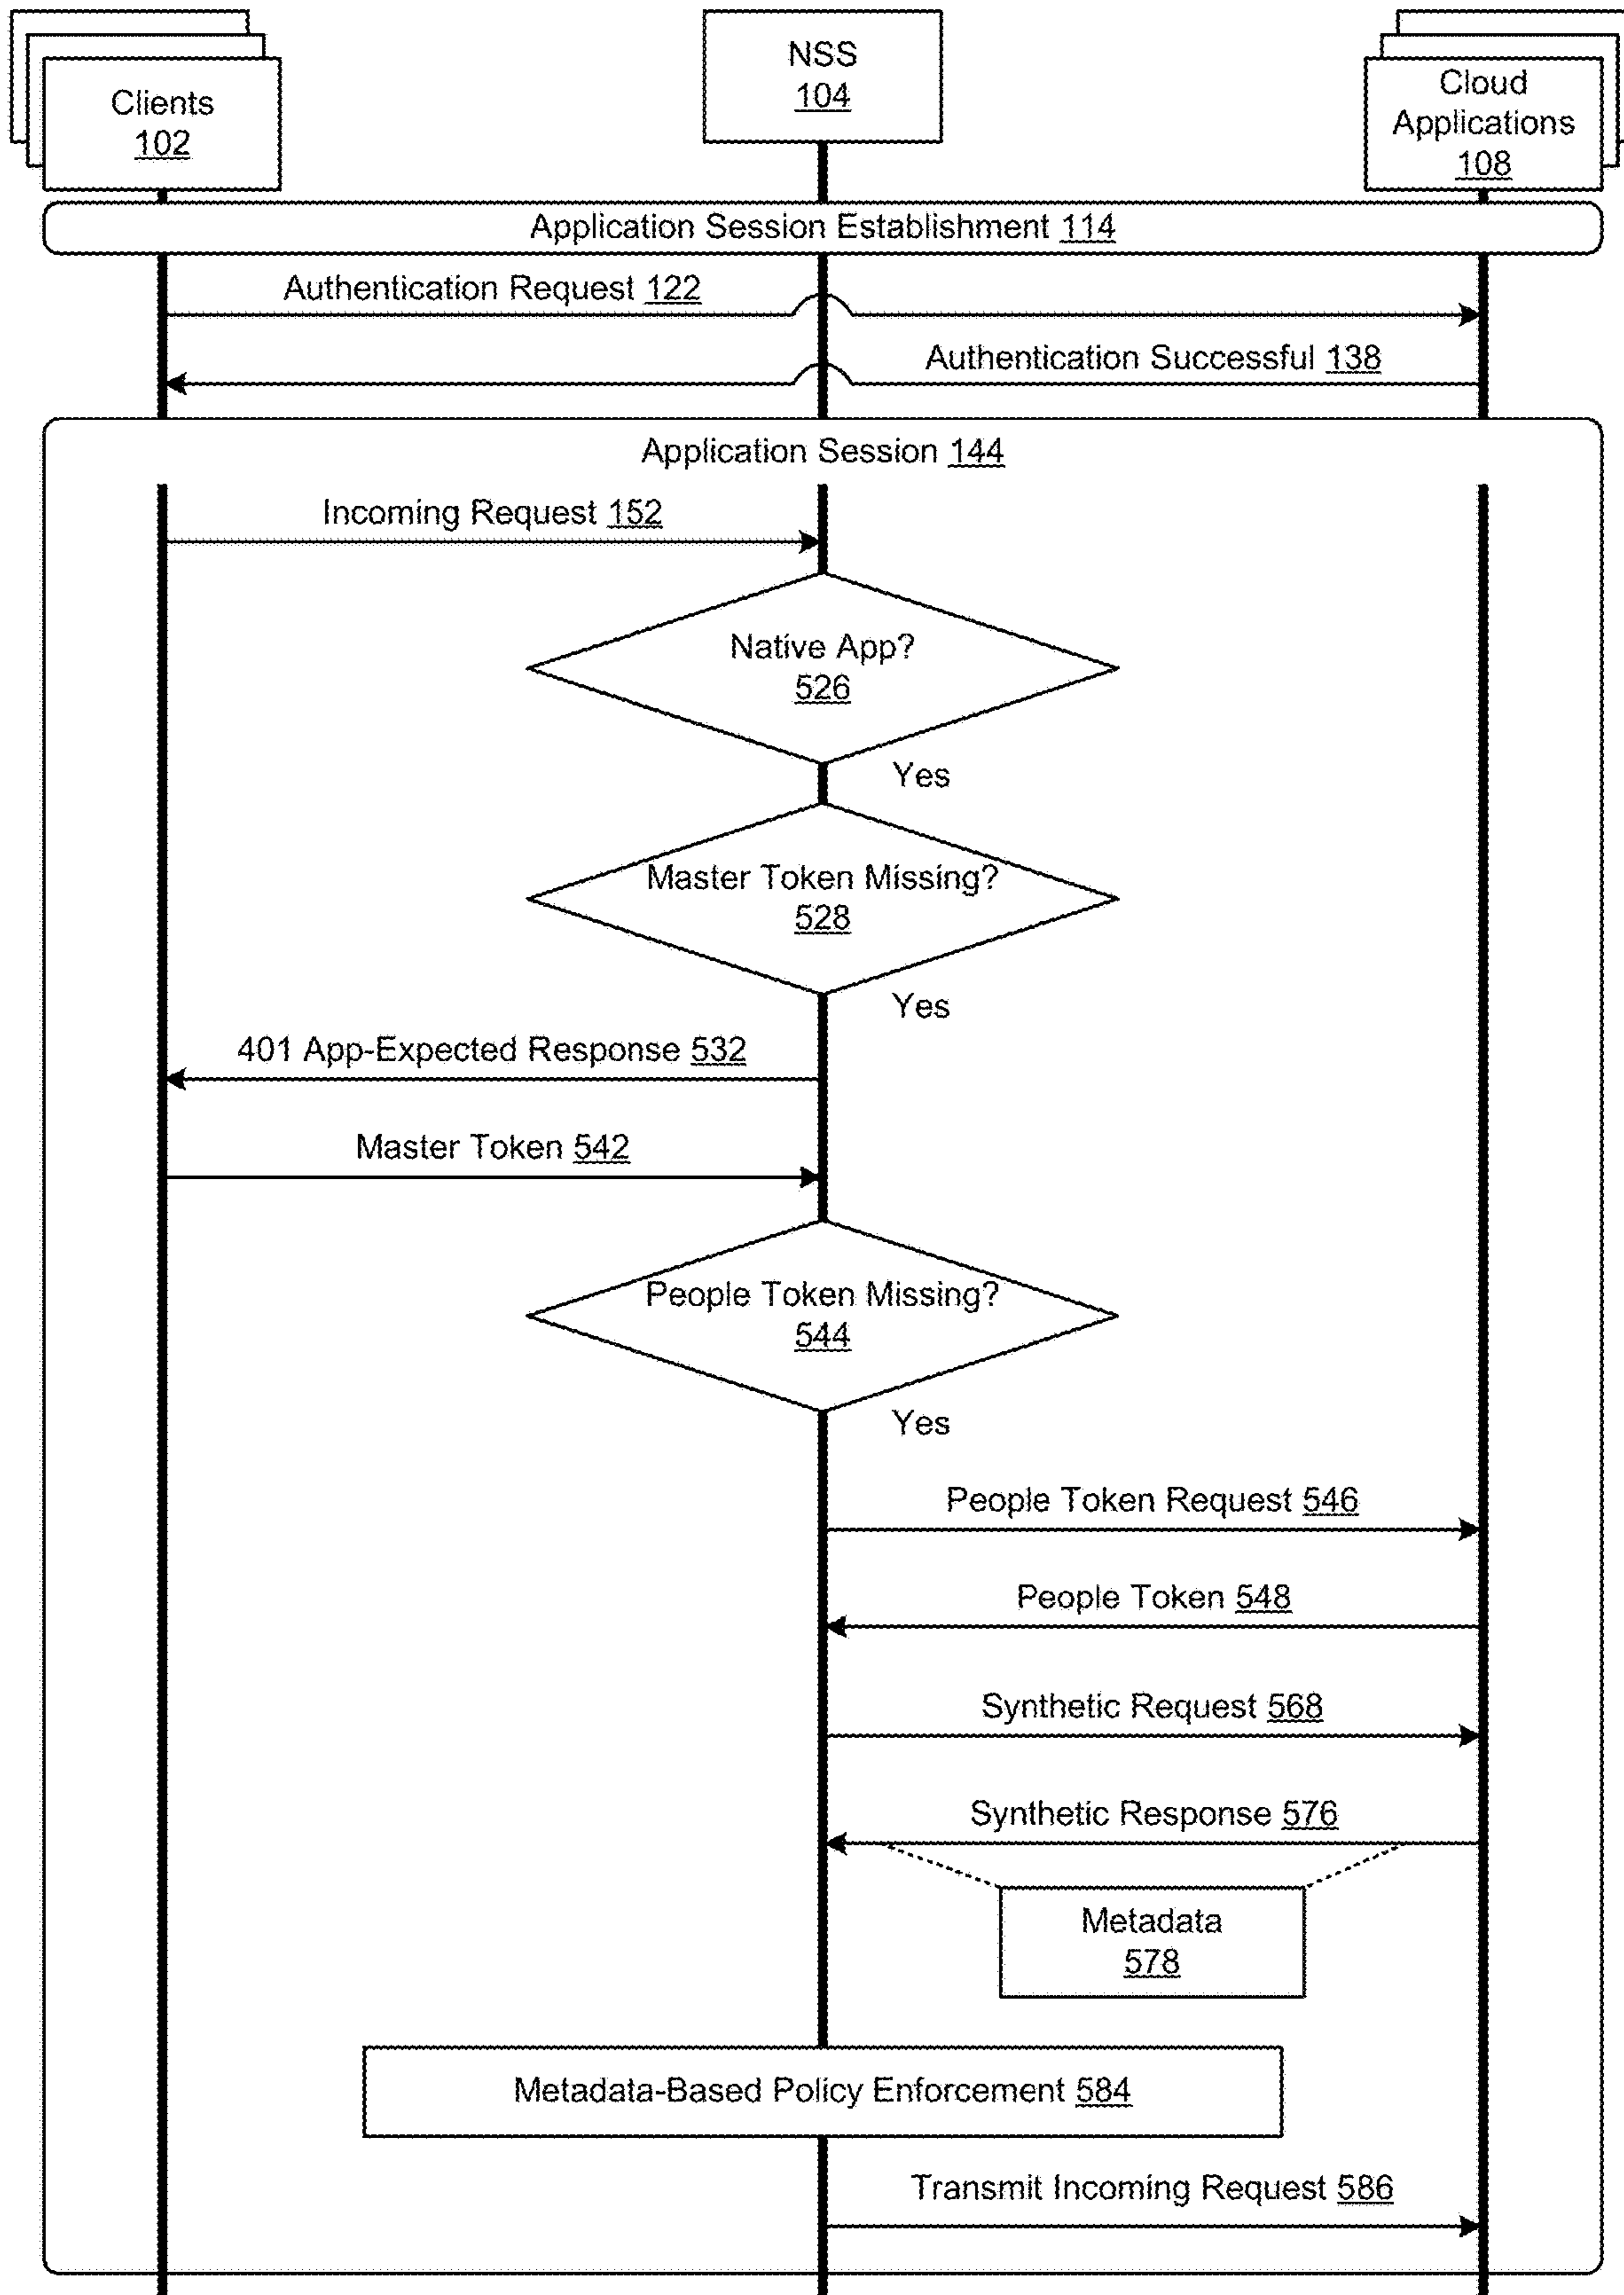 Clients
102
NSS
104
Cloud
Applications
108
Application Session Establishment 114
Authentication Request 122
Authentication Successful 138
Application Session 144
Incoming Request 152
Native App?
526
Yes
Master Token Missing?
528
Yes
401 App-Expected Response 532
Master Token 542
People Token Missing?
544
Yes
People Token Request 546
People Token 548
Synthetic Request 568
Synthetic Response 576
Metadata
578
Metadata-Based Policy Enforcement 584
Transmit Incoming Request 586